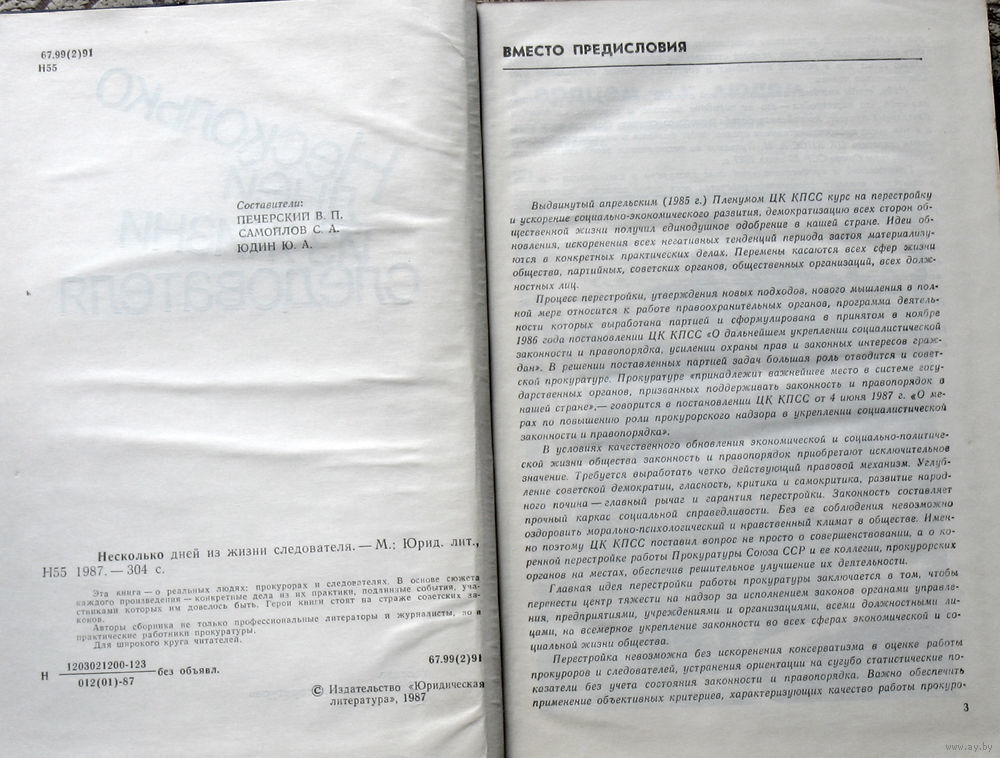 67.99(2)91
Н55
Составители:
ПЕЧЕРСКИЙ В. П.
САМОЙЛОВ С. А.
ЮДИН Ю. А.
Несколько дней из жизни следователя. — М.: Юрид. лит.,
Н55 1987. — 304 с.
Эта книга — о реальных людях: прокурорах и следователях. В основе сюжета
каждого произведения — конкретные дела из их практики, подлинные события, уча-
стниками которых им довелось быть. Герои книги стоят на страже советских за-
конов.
Авторы сборника не только профессиональные литераторы и журналисты, но и
практические работники прокуратуры.
Для широкого круга читателей.
Н 1203021200-123 без объявл.
012(01)-87
67.99(2)91
© Издательство «Юридическая
литература», 1987
ВМЕСТО ПРЕДИСЛОВИЯ
Выдвинутый апрельским (1985 г.) Пленумом ЦК КПСС курс на перестройку
и ускорение социально-экономического развития, демократизацию всех сторон об-
щественной жизни получил единодушное одобрение в нашей стране. Идеи об-
новления, искоренения всех негативных тенденций периода застоя материализу-
ются в конкретных практических делах. Перемены касаются всех сфер жизни
общества, партийных, советских органов, общественных организаций, всех долж-
ностных лиц.
Процесс перестройки, утверждения новых подходов, нового мышления в пол-
ной мере относится к работе правоохранительных органов, программа деятель-
ности которых выработана партией и сформулирована в принятом в ноябре
1986 года постановлении ЦК КПСС «О дальнейшем укреплении социалистической
законности и правопорядка, усилении охраны прав и законных интересов граж-
дан». В решении поставленных партией задач большая роль отводится и совет-
ской прокуратуре. Прокуратуре «принадлежит важнейшее место в системе госу-
дарственных органов, призванных поддерживать законность и правопорядок в
нашей стране»,— говорится в постановлении ЦК КПСС от 4 июня 1987 г. «О ме-
рах по повышению роли прокурорского надзора в укреплении социалистической
законности и правопорядка».
В условиях качественного обновления экономической и социально-политиче-
ской жизни общества законность и правопорядок приобретают исключительное
значение. Требуется выработать четко действующий правовой механизм. Углуб-
ление советской демократии, гласность, критика и самокритика, развитие народ-
ного почина — главный рычаг и гарантия перестройки. Законность составляет
прочный каркас социальной справедливости. Без ее соблюдения невозможно
оздоровить морально-психологический и нравственный климат в обществе. Имен-
но поэтому ЦК КПСС поставил вопрос не просто о совершенствовании, а о ко-
ренной перестройке работы Прокуратуры Союза ССР и ее коллегии, прокурорских
органов на местах, обеспечив решительное улучшение их деятельности.
Главная идея перестройки работы прокуратуры заключается в том, чтобы
перенести центр тяжести на надзор за исполнением законов органами управле-
ния, предприятиями, учреждениями и организациями, всеми должностными ли-
цами, на всемерное укрепление законности во всех сферах экономической и со-
циальной жизни общества.
Перестройка невозможна без искоренения консерватизма в оценке работы
прокуроров и следователей, устранения ориентации на сугубо статистические по-
казатели без учета состояния законности и правопорядка. Важно обеспечить
применение объективных критериев, характеризующих качество работы прокуро-
3
www.ay.by